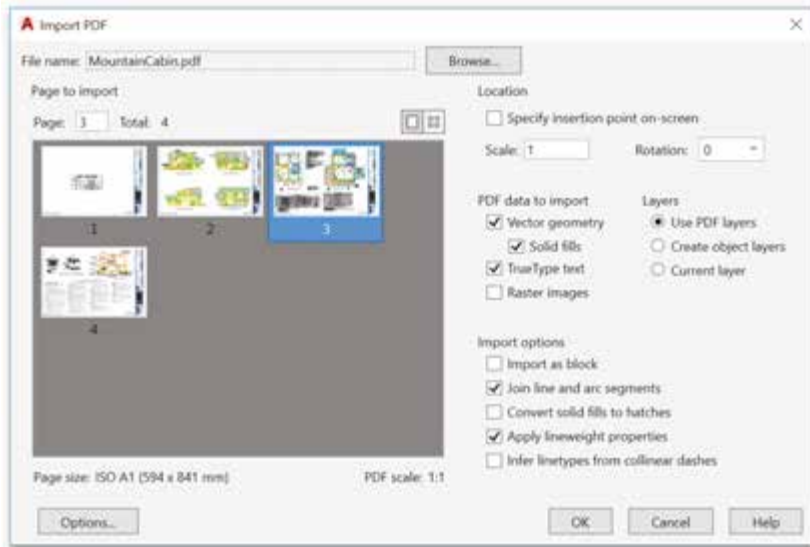 A Import PDF
File name: MountainCabin.pdf Browse...
Page to import
Page: 3 Total: 4
1 2 3
4
Page size: ISO A1 (594 x 841 mm) PDF scale: 1:1
Options...
Location
Specify insertion point on-screen
Scale: 1 Rotation: 0
PDF data to import
Vector geometry
Solid fills
TrueType text
Raster images
Layers
Use PDF layers
Create object layers
Current layer
Import options
Import as block
Join line and arc segments
Convert solid fills to hatches
Apply lineweight properties
Infer linetypes from collinear dashes
OK Cancel Help